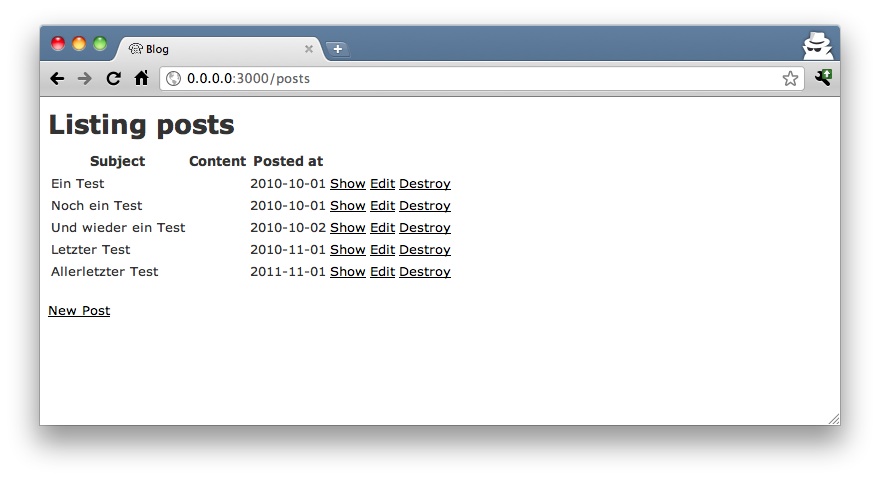 Blog
0.0.0.0:3000/posts
Listing posts
Subject Content Posted at
Ein Test 2010-10-01 Show Edit Destroy
Noch ein Test 2010-10-01 Show Edit Destroy
Und wieder ein Test 2010-10-02 Show Edit Destroy
Letzter Test 2010-11-01 Show Edit Destroy
Allerletzter Test 2011-11-01 Show Edit Destroy
New Post